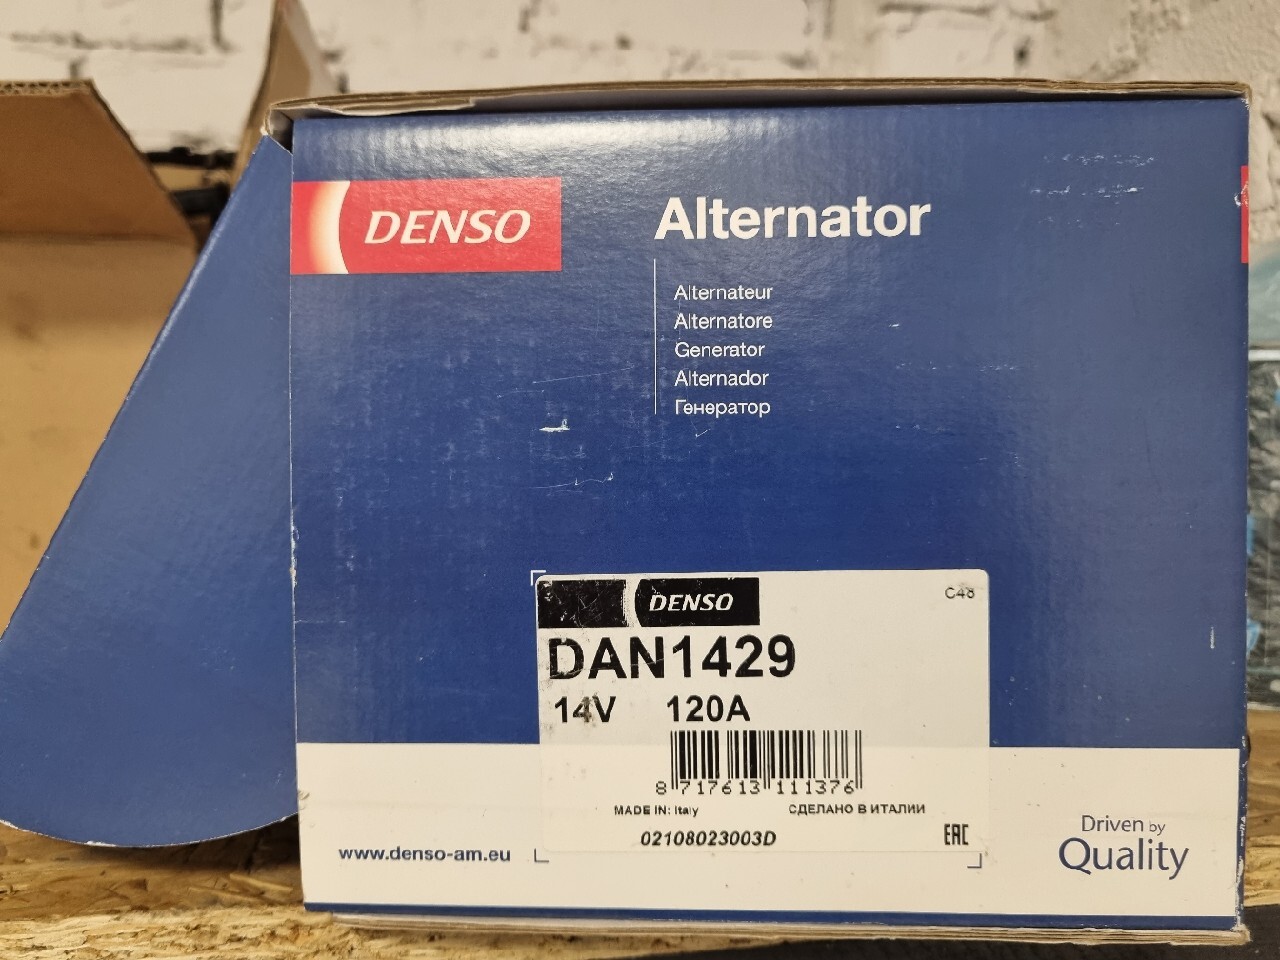 DENSO
Alternator
Alternateur
Alternatore
Generator
Alternador
Генератор
DENSO
C48
DAN1429
14V 120A
8 717613 111376
MADE IN: Italy СДЕЛАНО В ИТАЛИИ
02108023003D
EAC
www.denso-am.eu
Driven by
Quality